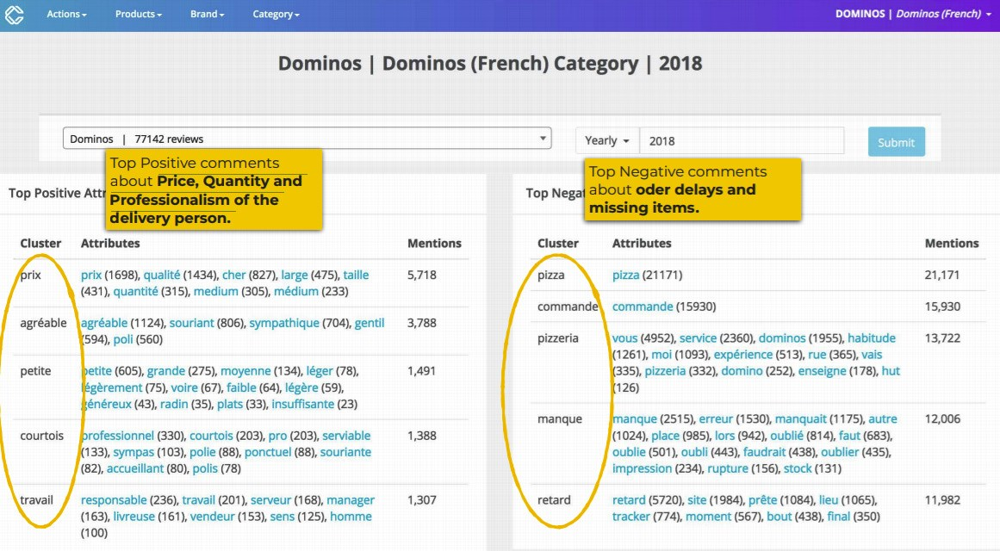 Actions Products Brand Category DOMINOS | Dominos (French)
Dominos | Dominos (French) Category | 2018
Dominos | 77142 reviews
Yearly 2018 Submit
Top Positive Attr
Top Positive comments
about Price, Quantity and
Professionalism of the
delivery person.
Cluster Attributes Mentions
prix prix (1698), qualité (1434), cher (827), large (475), taille 5,718
(431), quantité (315), medium (305), médium (233)
agréable agréable (1124), souriant (806), sympathique (704), gentil 3,788
(594), poli (560)
petite petite (605), grande (275), moyenne (134), léger (78), 1,491
légèrement (75), voire (67), faible (64), légère (59),
généreux (43), radin (35), plats (33), insuffisante (23)
courtois professionnel (330), courtois (203), pro (203), serviable 1,388
(133), sympas (103), polie (88), ponctuel (88), souriante
(82), accueillant (80), polis (78)
travail responsable (236), travail (201), serveur (168), manager 1,307
(163), livreuse (161), vendeur (153), sens (125), homme
(100)
Top Negat
Top Negative comments
about oder delays and
missing items.
Cluster Attributes Mentions
pizza pizza (21171) 21,171
commande commande (15930) 15,930
pizzeria vous (4952), service (2360), dominos (1955), habitude 13,722
(1261), moi (1093), expérience (513), rue (365), vais
(335), pizzeria (332), domino (252), enseigne (178), hut
(126)
manque manque (2515), erreur (1530), manquait (1175), autre 12,006
(1024), place (985), lors (942), oublié (814), faut (683),
oublie (501), oubli (443), faudrait (438), oublier (435),
impression (234), rupture (156), stock (131)
retard retard (5720), site (1984), prête (1084), lieu (1065), 11,982
tracker (774), moment (567), bout (438), final (350)